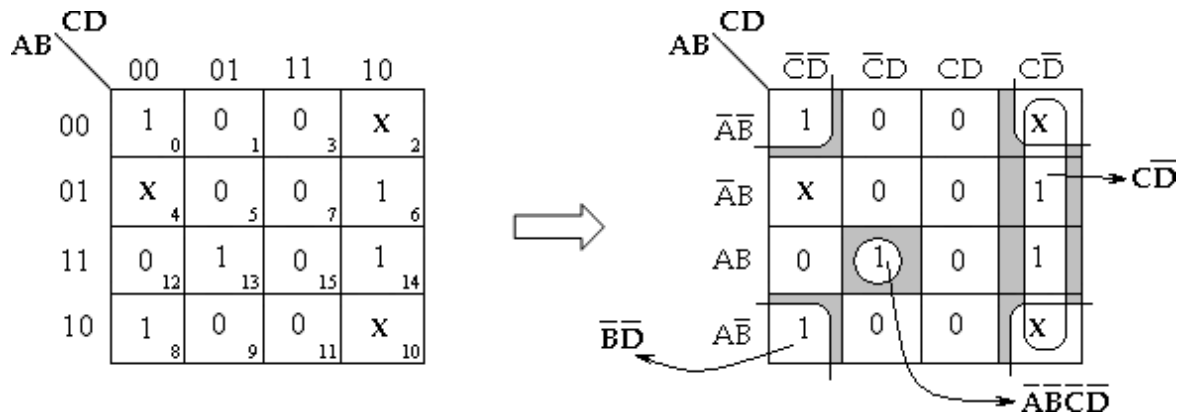 CD
AB
00 01 11 10
00 1 0 0 X
0 1 3 2
01 X 0 0 1
4 5 7 6
11 0 1 0 1
12 13 15 14
10 1 0 0 X
8 9 11 10
CD
AB
C̅D̅ C̅D CD CD̅
A̅B̅ 1 0 0 X
A̅B X 0 0 1
CD̅
AB 0 1 0 1
AB̅ 1 0 0 X
B̅D̅
A̅B̅C̅D̅